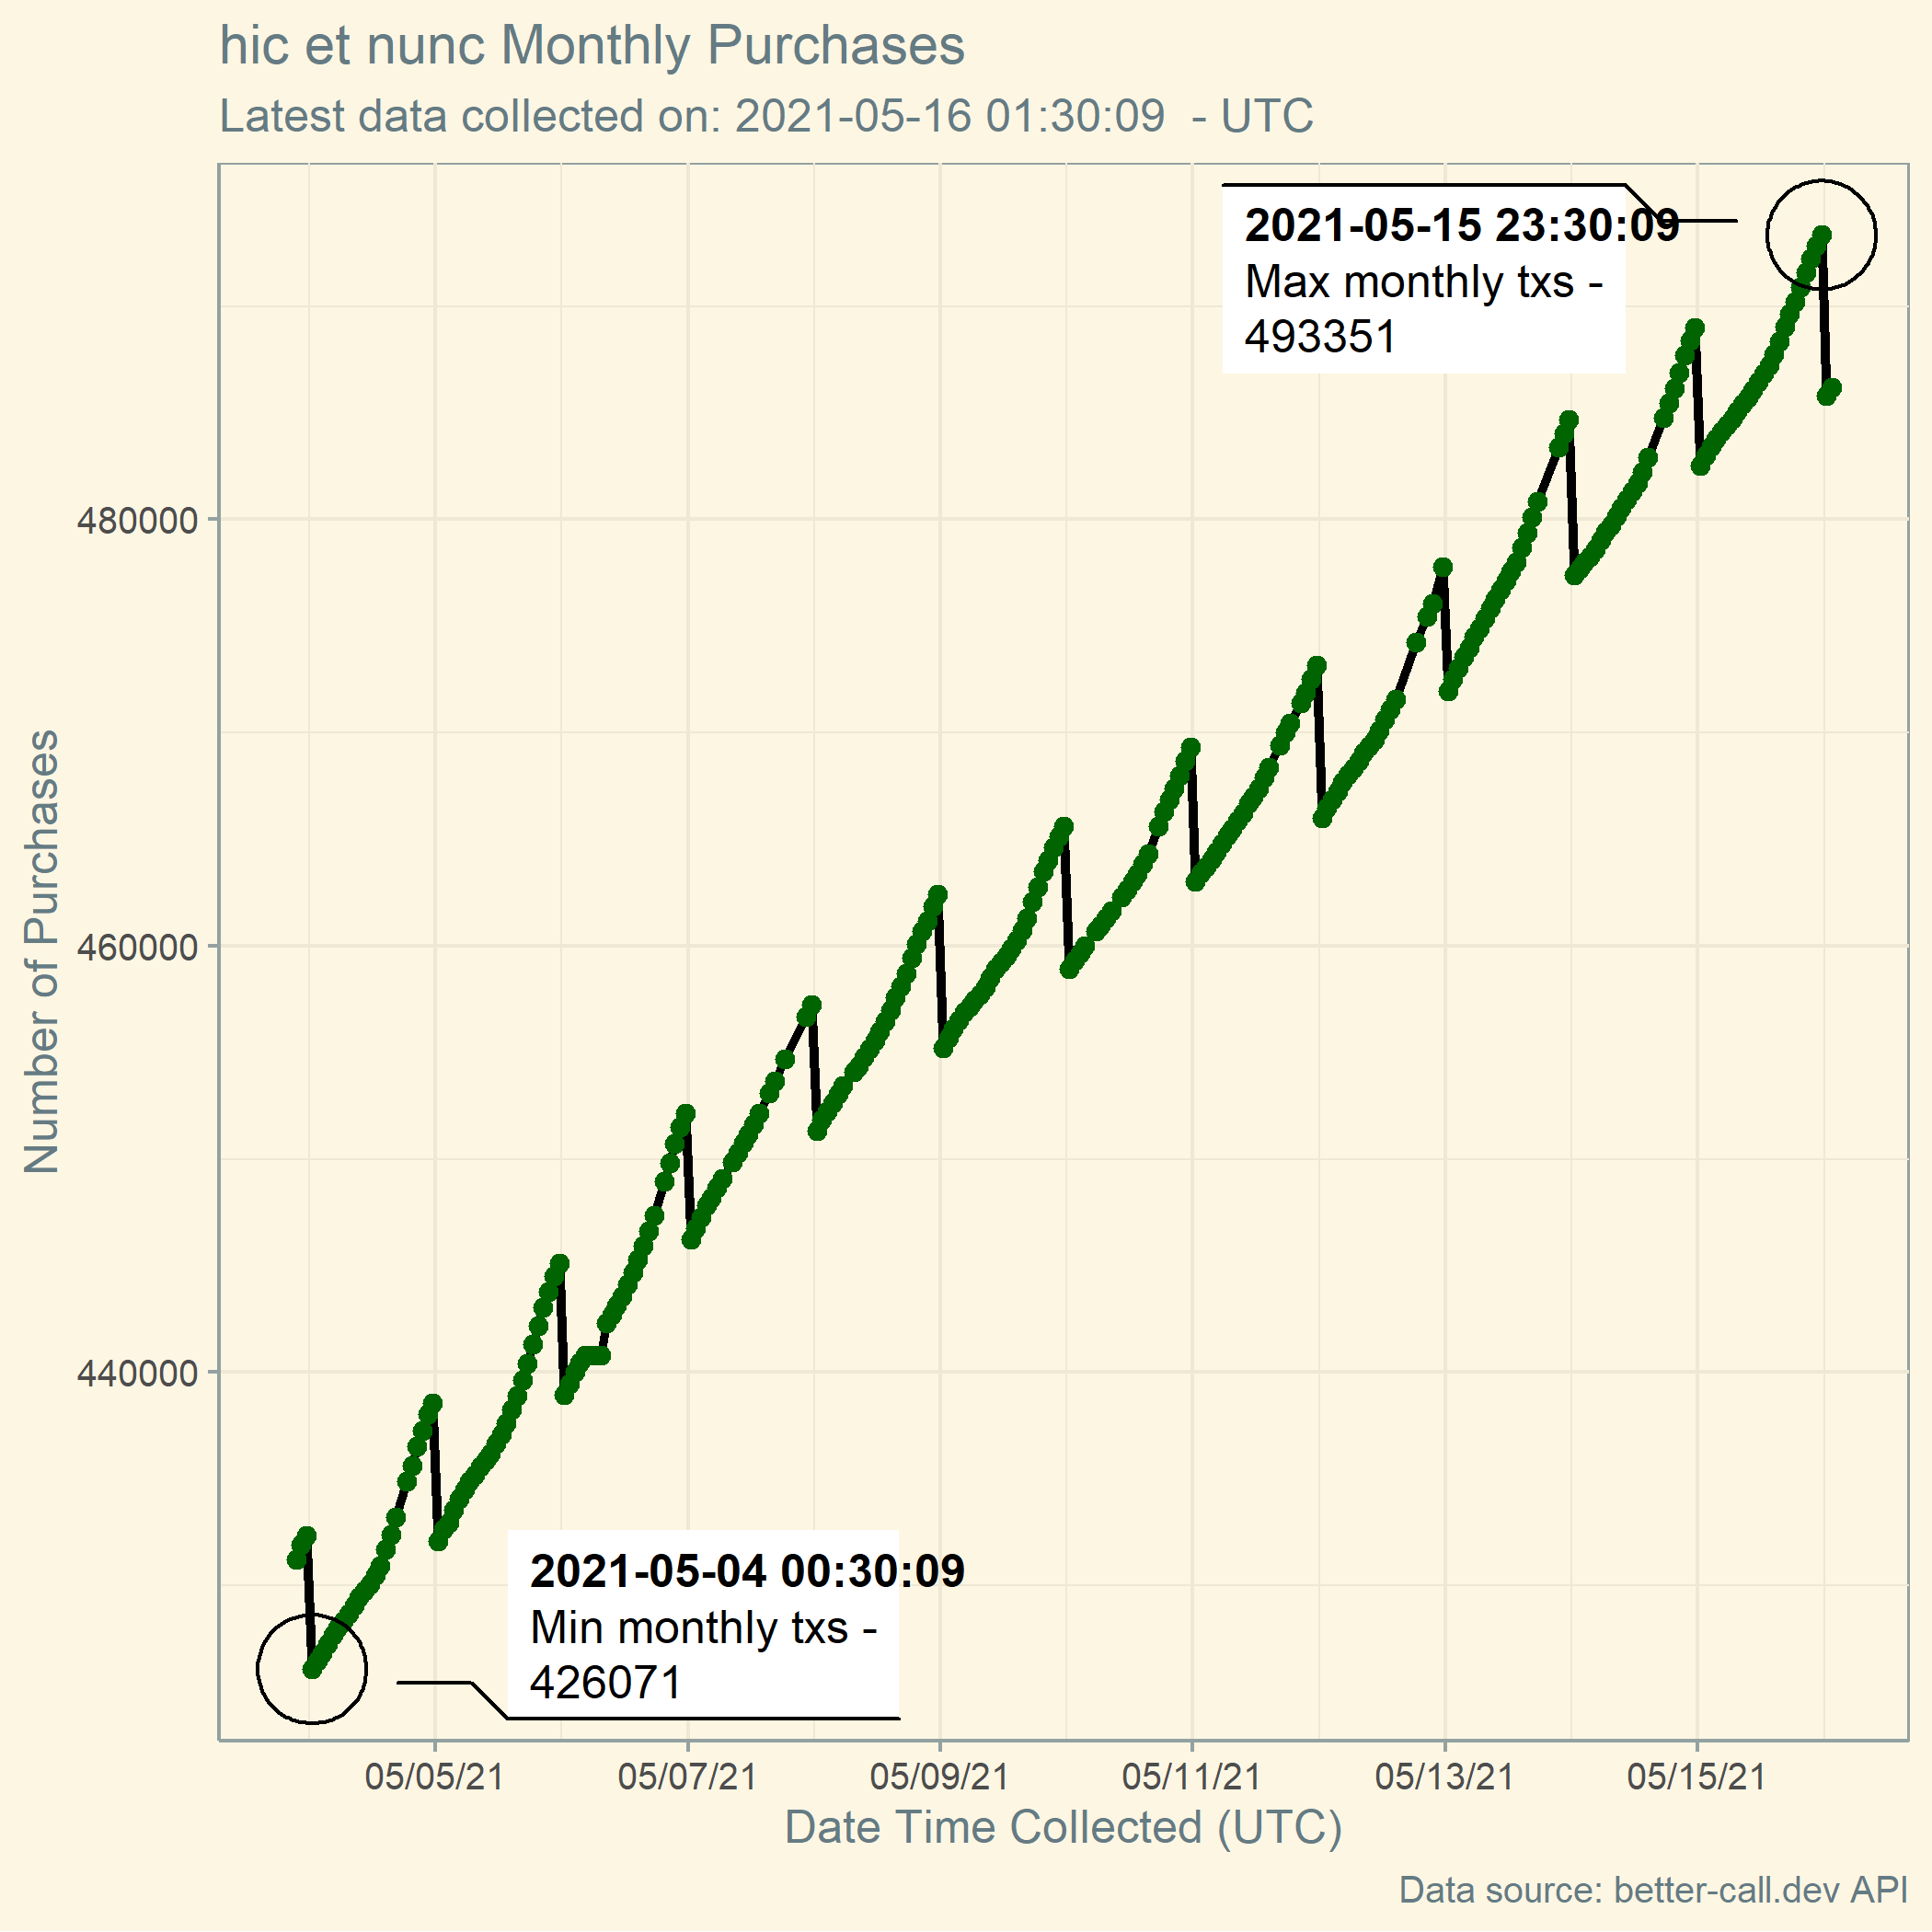 hic et nunc Monthly Purchases
Latest data collected on: 2021-05-16 01:30:09  - UTC
2021-05-15 23:30:09
Max monthly txs -
493351
480000
460000
440000
Number of Purchases
2021-05-04 00:30:09
Min monthly txs -
426071
05/05/21 05/07/21 05/09/21 05/11/21 05/13/21 05/15/21
Date Time Collected (UTC)
Data source: better-call.dev API